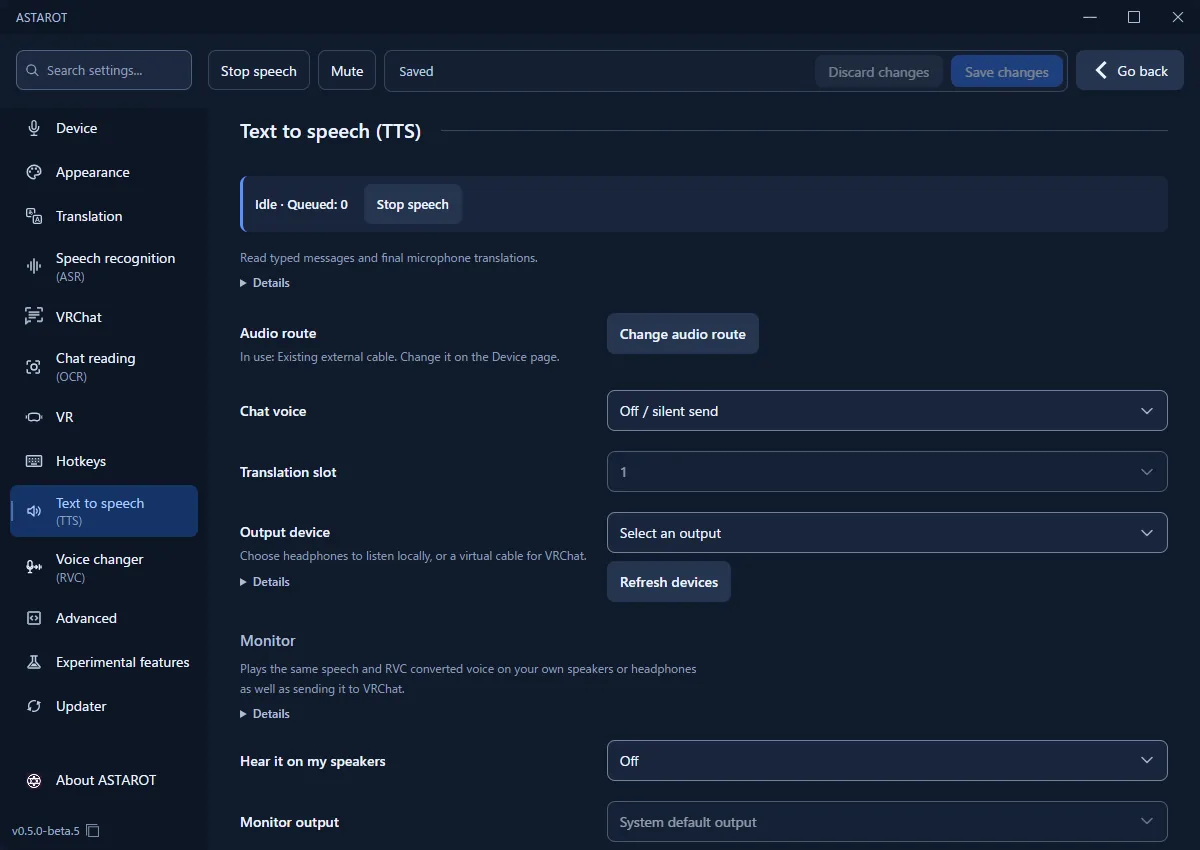 ASTAROT
Search settings...
Stop speech
Mute
Saved
Discard changes
Save changes
Go back
Device
Appearance
Translation
Speech recognition
(ASR)
VRChat
Chat reading
(OCR)
VR
Hotkeys
Text to speech
(TTS)
Voice changer
(RVC)
Advanced
Experimental features
Updater
About ASTAROT
v0.5.0-beta.5
Text to speech (TTS)
Idle · Queued: 0
Stop speech
Read typed messages and final microphone translations.
Details
Audio route
In use: Existing external cable. Change it on the Device page.
Change audio route
Chat voice
Off / silent send
Translation slot
1
Output device
Choose headphones to listen locally, or a virtual cable for VRChat.
Details
Select an output
Refresh devices
Monitor
Plays the same speech and RVC converted voice on your own speakers or headphones
as well as sending it to VRChat.
Details
Hear it on my speakers
Off
Monitor output
System default output